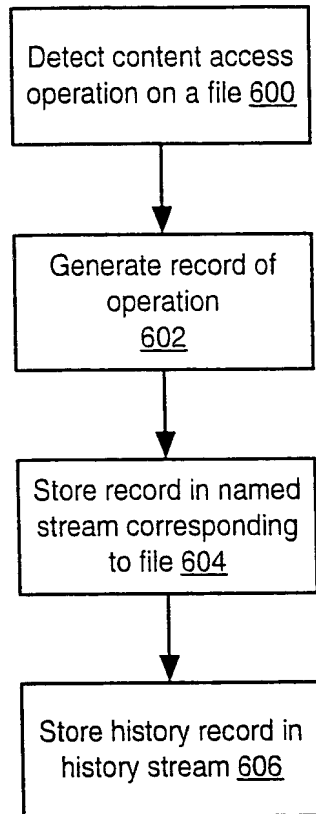 Detect content access
operation on a file 600
Generate record of
operation
602
Store record in named
stream corresponding
to file 604
Store history record in
history stream 606